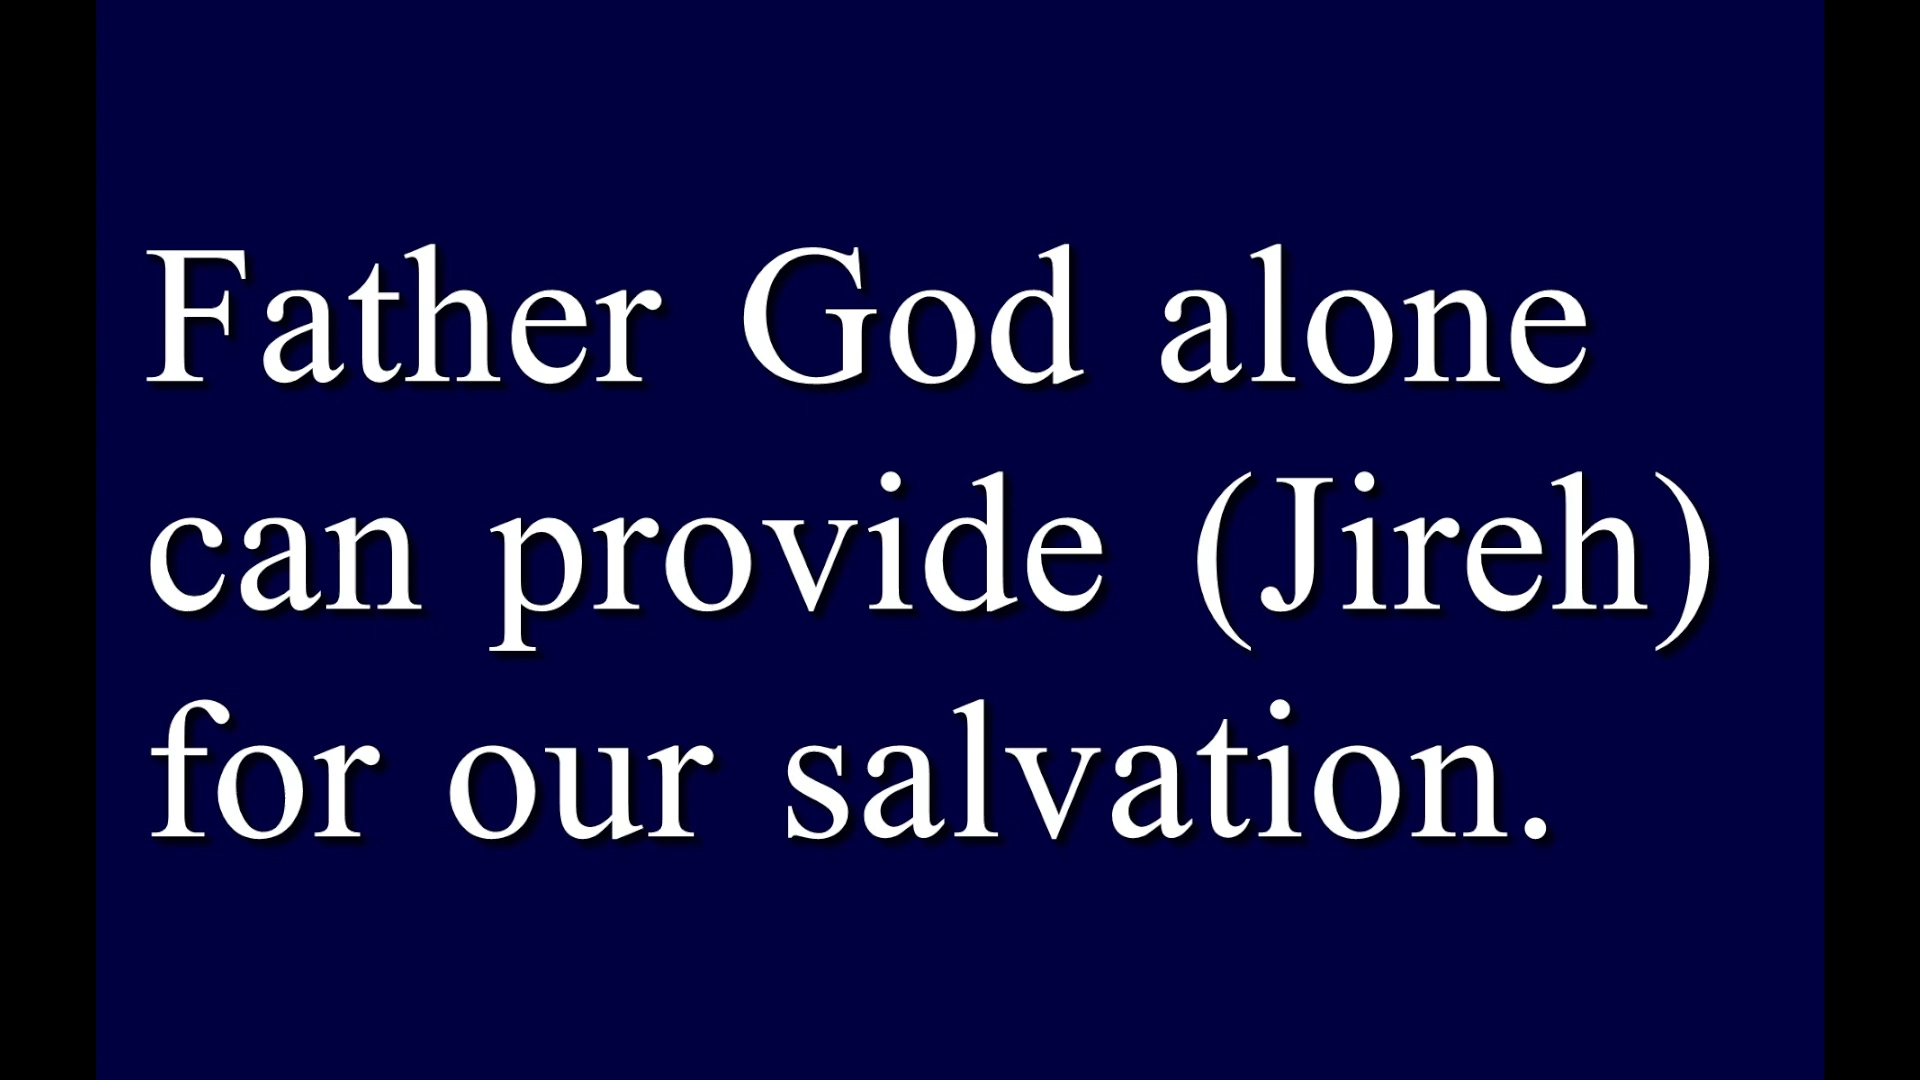 Father God alone
can provide (Jireh)
for our salvation.